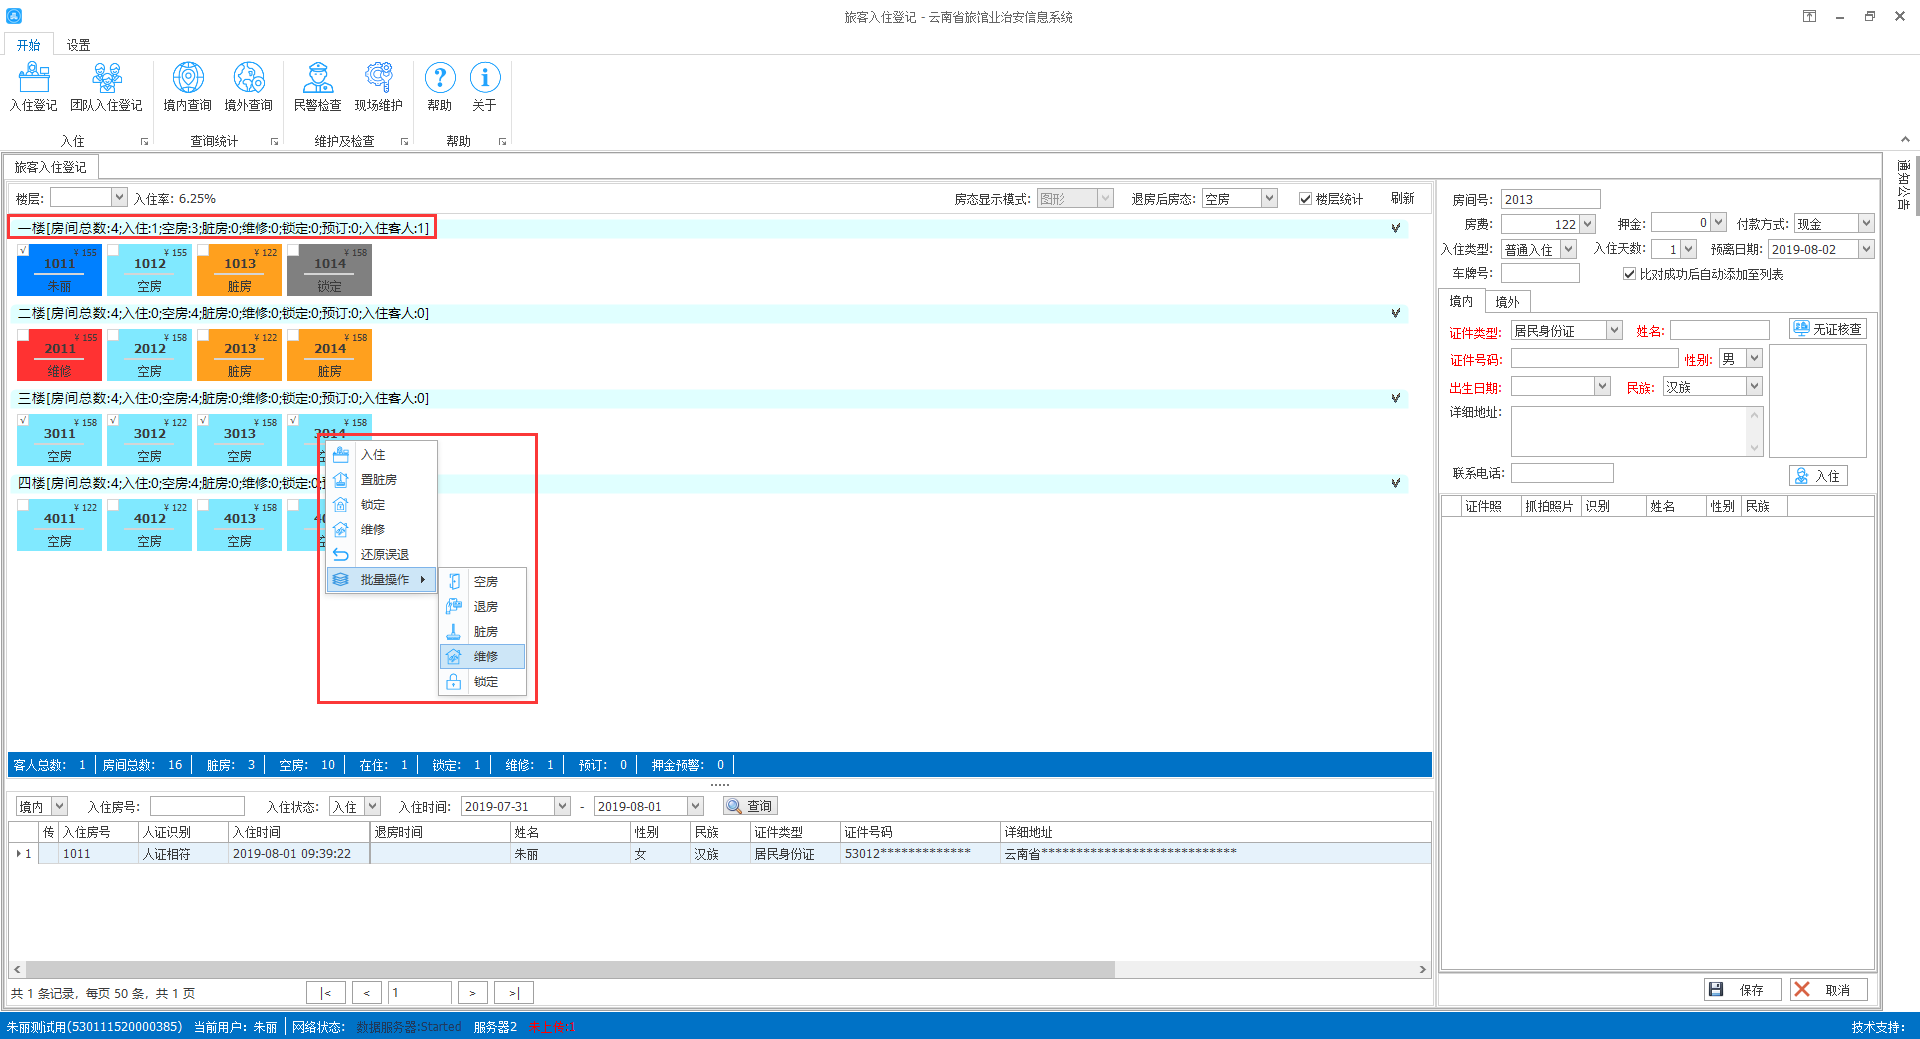 旅客入住登记 - 云南省旅馆业治安信息系统
开始 设置
入住登记 团队入住登记 境内查询 境外查询 民警检查 现场维护 帮助 关于
入住 查询统计 维护及检查 帮助
旅客入住登记
通知公告
楼层: 入住率: 6.25% 房态显示模式: 图形 退房后房态: 空房 楼层统计 刷新
一楼[房间总数:4;入住:1;空房:3;脏房:0;维修:0;锁定:0;预订:0;入住客人:1]
¥ 155 ¥ 155 ¥ 122 ¥ 158
1011 1012 1013 1014
朱丽 空房 脏房 锁定
二楼[房间总数:4;入住:0;空房:4;脏房:0;维修:0;锁定:0;预订:0;入住客人:0]
¥ 155 ¥ 158 ¥ 122 ¥ 158
2011 2012 2013 2014
维修 空房 脏房 脏房
三楼[房间总数:4;入住:0;空房:4;脏房:0;维修:0;锁定:0;预订:0;入住客人:0]
¥ 158 ¥ 122 ¥ 158 ¥ 158
3011 3012 3013 3014
空房 空房 空房
四楼[房间总数:4;入住:0;空房:4;脏房:0;维修:0;锁定:0;
¥ 122 ¥ 122 ¥ 158
4011 4012 4013
空房 空房 空房
入住
置脏房
锁定
维修
还原误退
批量操作
空房
退房
脏房
维修
锁定
客人总数: 1 房间总数: 16 脏房: 3 空房: 10 在住: 1 锁定: 1 维修: 1 预订: 0 押金预警: 0
境内 入住房号: 入住状态: 入住 入住时间: 2019-07-31 - 2019-08-01 查询
传 入住房号 人证识别 入住时间 退房时间 姓名 性别 民族 证件类型 证件号码 详细地址
1 1011 人证相符 2019-08-01 09:39:22 朱丽 女 汉族 居民身份证 53012************* 云南省****************************
共 1 条记录，每页 50 条，共 1 页 |< < 1 > >|
房间号: 2013
房费: 122 押金: 0 付款方式: 现金
入住类型: 普通入住 入住天数: 1 预离日期: 2019-08-02
车牌号: 比对成功后自动添加至列表
境内 境外
证件类型: 居民身份证 姓名: 无证核查
证件号码: 性别: 男
出生日期: 民族: 汉族
详细地址:
联系电话: 入住
证件照 抓拍照片 识别 姓名 性别 民族
保存 取消
朱丽测试用(530111520000385) 当前用户: 朱丽 网络状态: 数据服务器:Started 服务器2
技术支持: